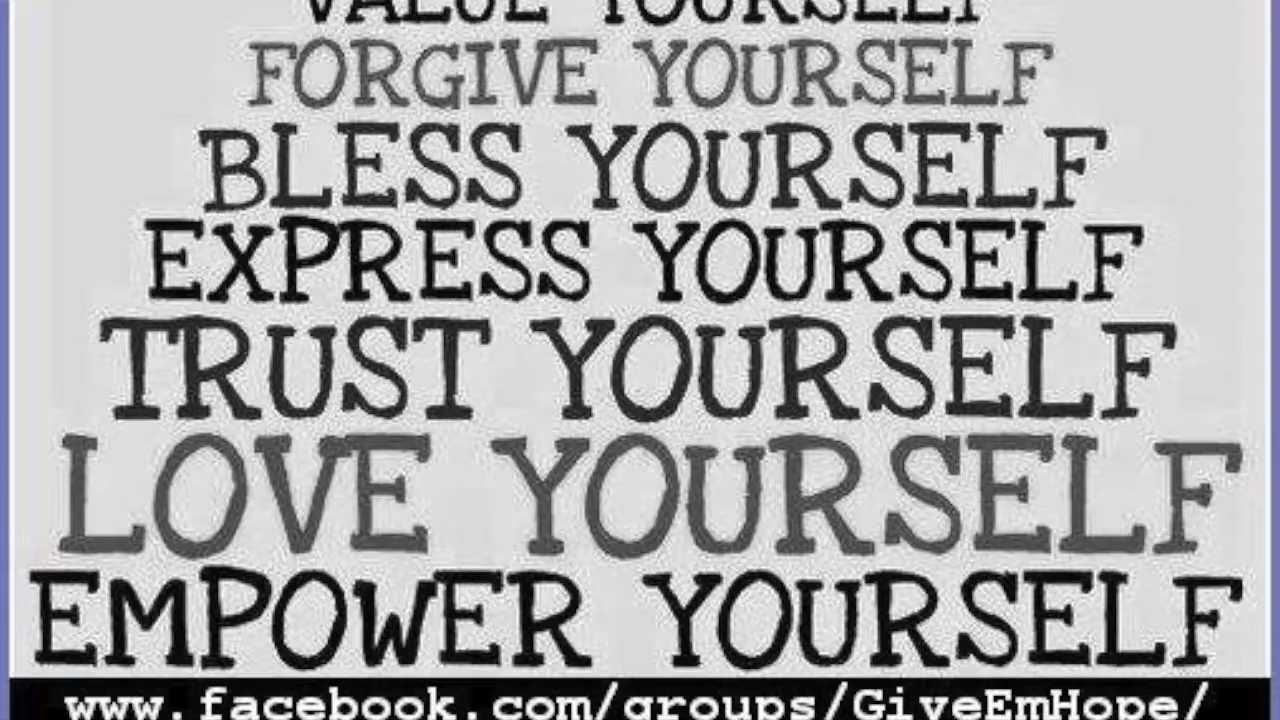 VALUE YOURSELF
FORGIVE YOURSELF
BLESS YOURSELF
EXPRESS YOURSELF
TRUST YOURSELF
LOVE YOURSELF
EMPOWER YOURSELF
www.facebook.com/groups/GiveEmHope/